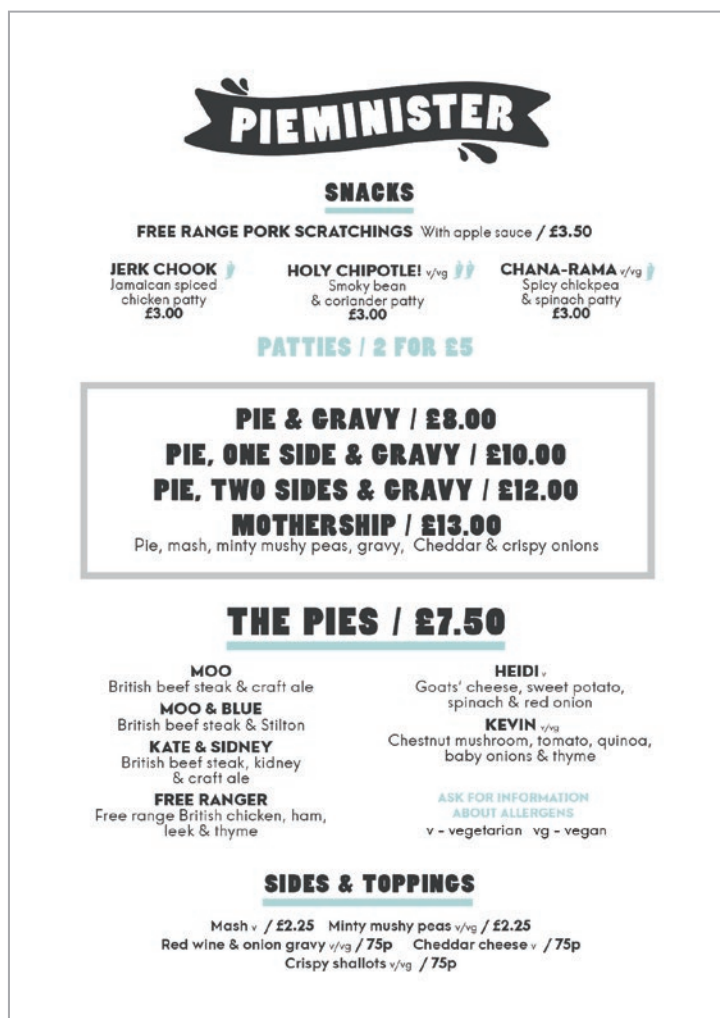 PIEMINISTER
SNACKS
FREE RANGE PORK SCRATCHINGS With apple sauce / £3.50
JERK CHOOK
Jamaican spiced
chicken patty
£3.00
HOLY CHIPOTLE! v/vg
Smoky bean
& coriander patty
£3.00
CHANA-RAMA v/vg
Spicy chickpea
& spinach patty
£3.00
PATTIES / 2 FOR £5
PIE & GRAVY / £8.00
PIE, ONE SIDE & GRAVY / £10.00
PIE, TWO SIDES & GRAVY / £12.00
MOTHERSHIP / £13.00
Pie, mash, minty mushy peas, gravy, Cheddar & crispy onions
THE PIES / £7.50
MOO
British beef steak & craft ale
MOO & BLUE
British beef steak & Stilton
KATE & SIDNEY
British beef steak, kidney
& craft ale
FREE RANGER
Free range British chicken, ham,
leek & thyme
HEIDI v
Goats' cheese, sweet potato,
spinach & red onion
KEVIN v/vg
Chestnut mushroom, tomato, quinoa,
baby onions & thyme
ASK FOR INFORMATION
ABOUT ALLERGENS
v - vegetarian vg - vegan
SIDES & TOPPINGS
Mash v / £2.25 Minty mushy peas v/vg / £2.25
Red wine & onion gravy v/vg / 75p Cheddar cheese v / 75p
Crispy shallots v/vg / 75p